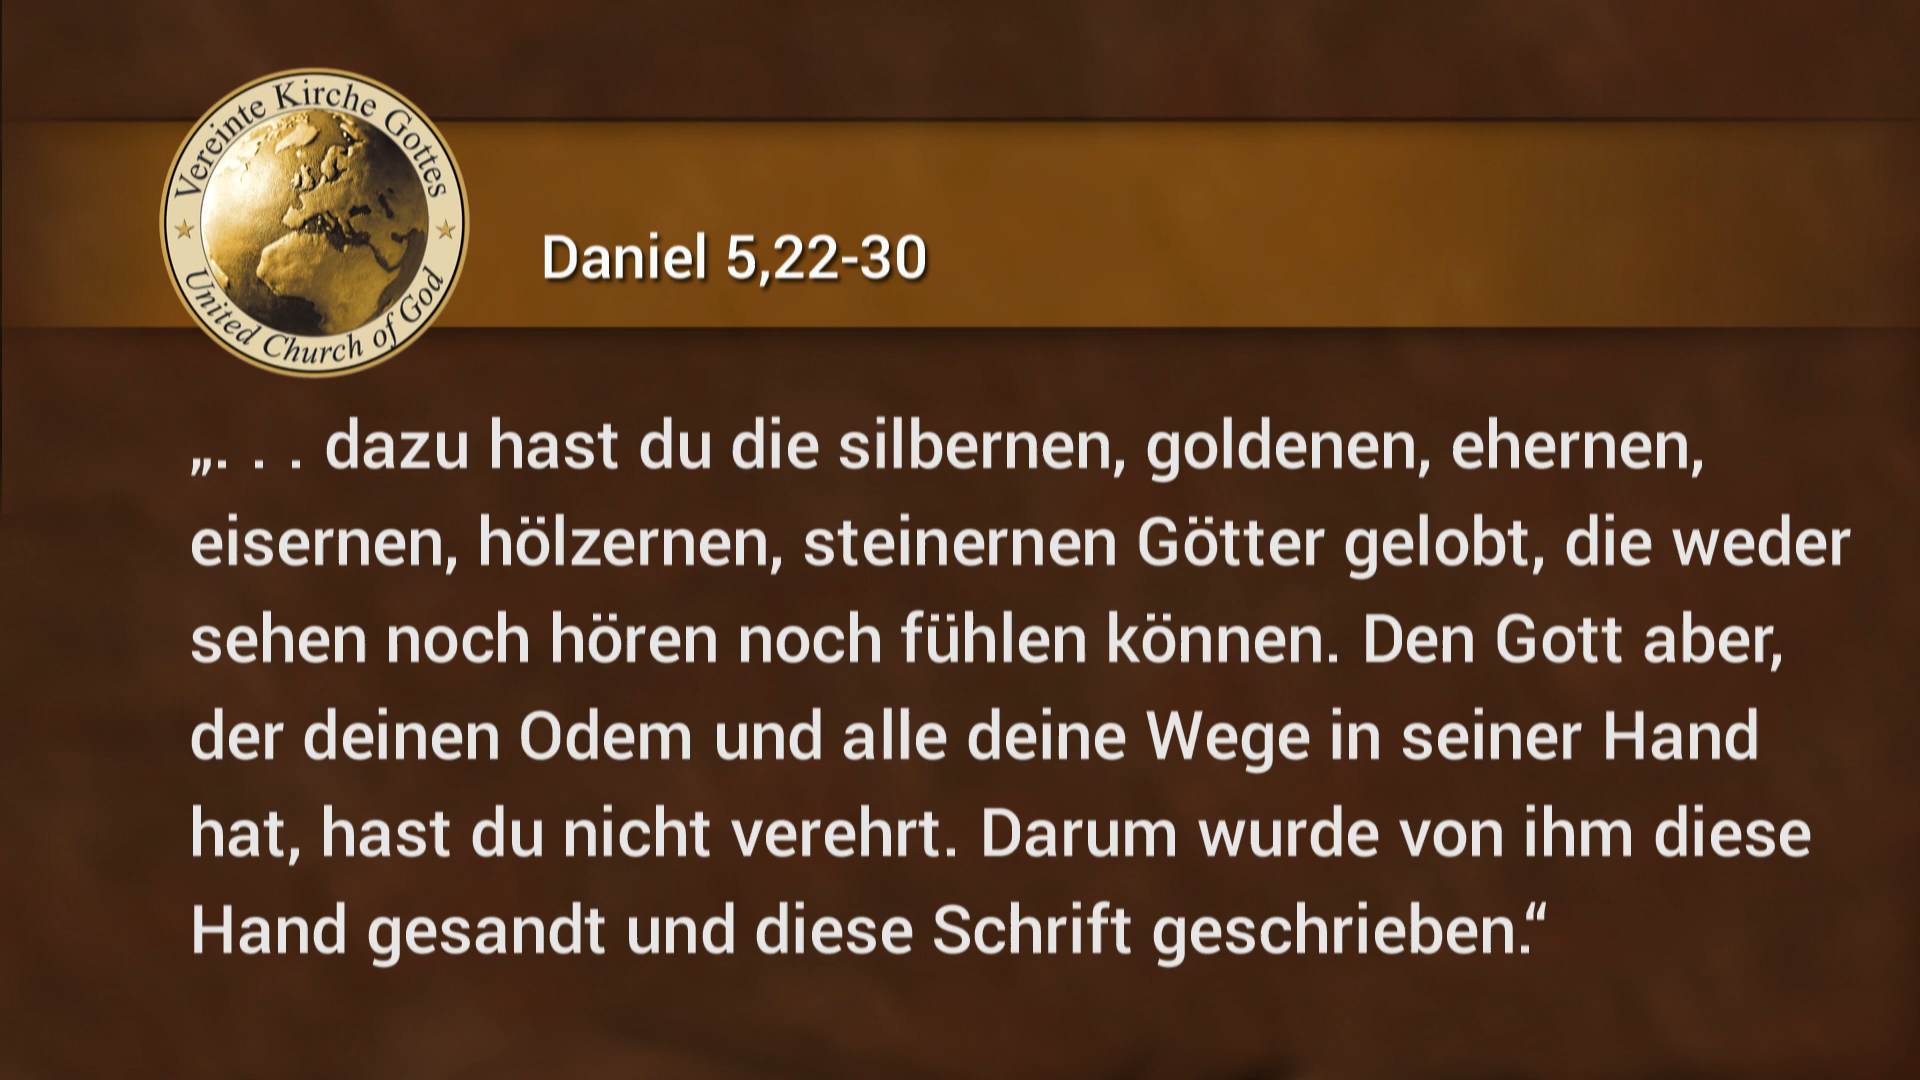 Vereinte Kirche Gottes
United Church of God
Daniel 5,22-30
„. . . dazu hast du die silbernen, goldenen, ehernen,
eisernen, hölzernen, steinernen Götter gelobt, die weder
sehen noch hören noch fühlen können. Den Gott aber,
der deinen Odem und alle deine Wege in seiner Hand
hat, hast du nicht verehrt. Darum wurde von ihm diese
Hand gesandt und diese Schrift geschrieben.“